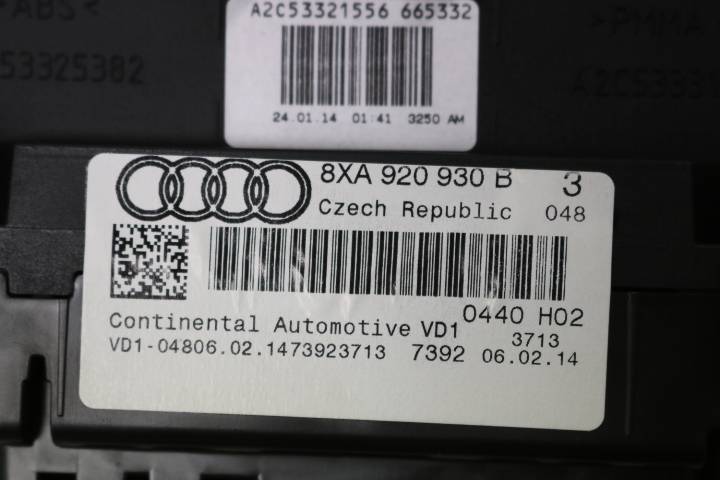 A2C53321556 665332
24.01.14 01:41 3250 AM
>ABS<
53325382
8XA 920 930 B 3
Czech Republic 048
0440 H02
Continental Automotive VD1 3713
VD1-04806.02.1473923713 7392 06.02.14